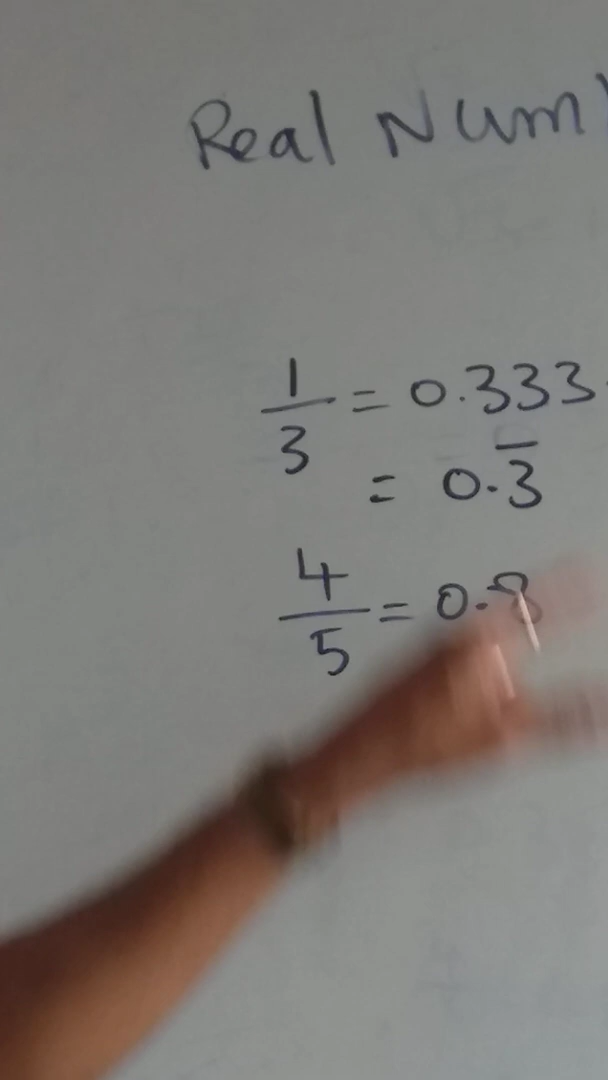 Real Num
1/3 = 0.333
= 0.3̅
4/5 = 0.8